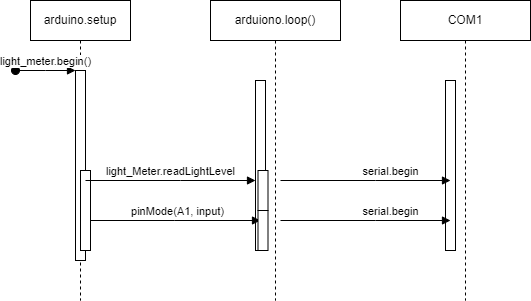 arduino.setup
arduiono.loop()
COM1
light_meter.begin()
light_Meter.readLightLevel
serial.begin
pinMode(A1, input)
serial.begin